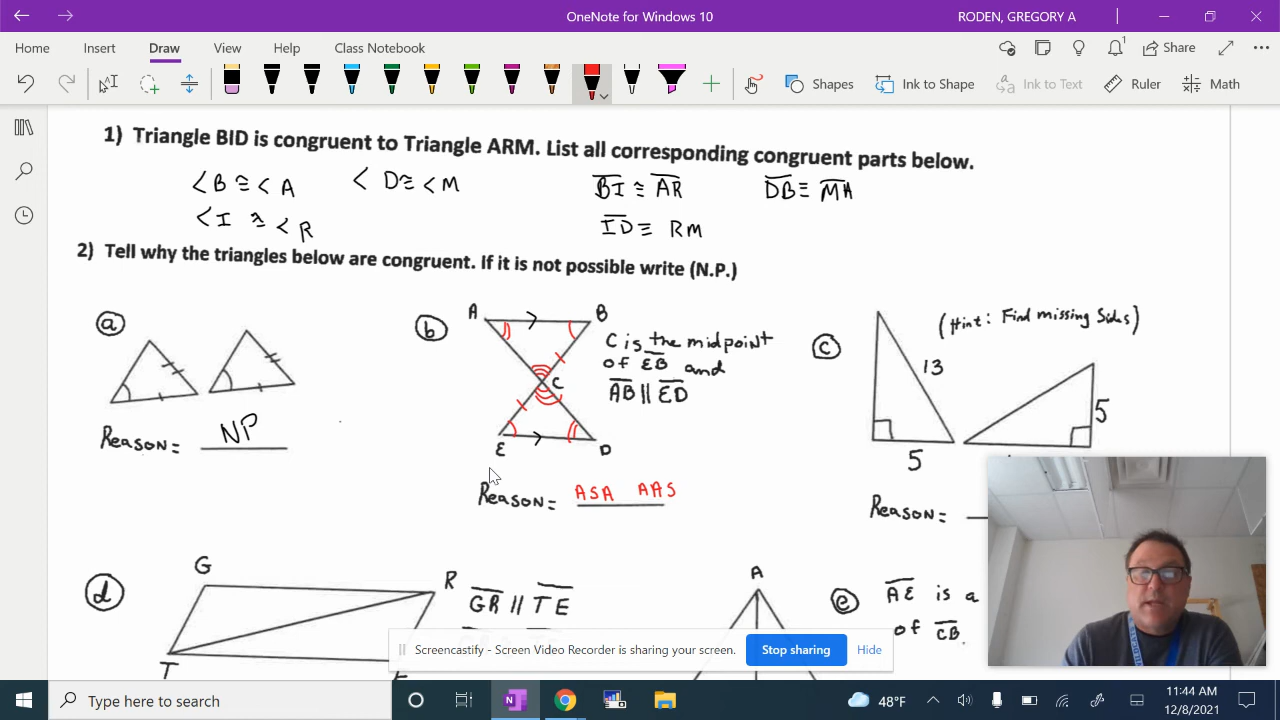 OneNote for Windows 10
RODEN, GREGORY A
Home Insert Draw View Help Class Notebook
1 Share
Shapes Ink to Shape Ink to Text Ruler Math
1) Triangle BID is congruent to Triangle ARM. List all corresponding congruent parts below.
<B ≅ <A < D ≅ <M BI ≅ AR DB ≅ MA
<I ≅ <R ID ≅ RM
2) Tell why the triangles below are congruent. If it is not possible write (N.P.)
a
Reason= NP
b
A B
C
E D
C is the midpoint
of EB and
AB || ED
Reason= ASA AAS
c
(Hint: Find missing Sides)
13
5
5
Reason=
d
G R
T
GR || TE
A
e
AE is a
of CB.
Screencastify - Screen Video Recorder is sharing your screen. Stop sharing Hide
Type here to search
48°F
11:44 AM
12/8/2021